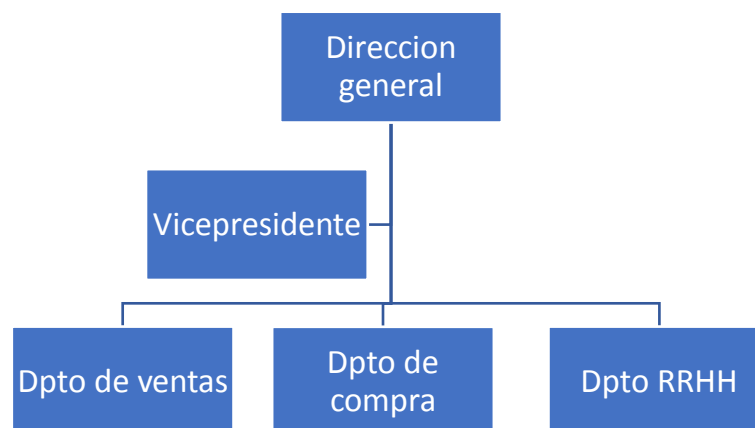 Direccion
general
Vicepresidente
Dpto de ventas
Dpto de
compra
Dpto RRHH